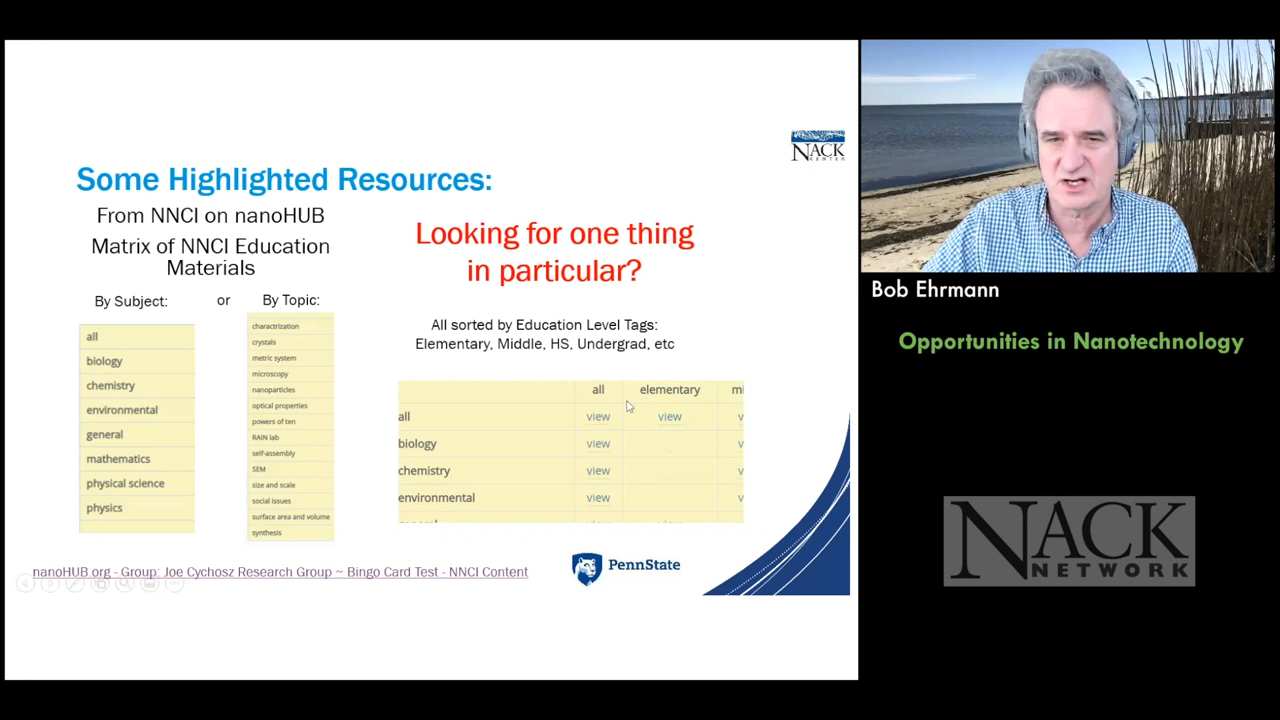 NACK
CENTER
Some Highlighted Resources:
From NNCI on nanoHUB
Matrix of NNCI Education
Materials
By Subject:
or
By Topic:
all
biology
chemistry
environmental
general
mathematics
physical science
physics
charactrization
crystals
metric system
microscopy
nanoparticles
optical properties
powers of ten
RAIN lab
self-assembly
SEM
size and scale
social issues
surface area and volume
synthesis
Looking for one thing
in particular?
All sorted by Education Level Tags:
Elementary, Middle, HS, Undergrad, etc
all elementary mi
all view view v
biology view v
chemistry view v
environmental view v
nanoHUB.org - Group: Joe Cychosz Research Group ~ Bingo Card Test - NNCI Content
PennState
Bob Ehrmann
Opportunities in Nanotechnology
NACK
NETWORK